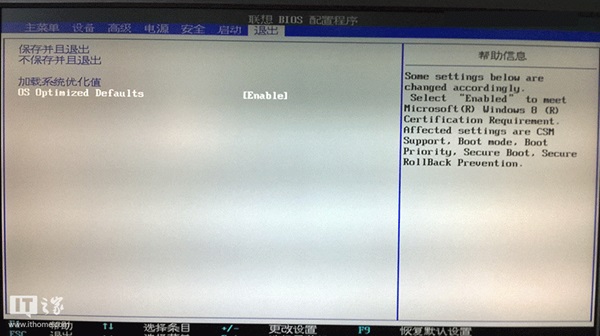 联想 BIOS 配置程序
主菜单 设备 高级 电源 安全 启动 退出
保存并且退出
不保存并且退出
加载系统优化值
OS Optimized Defaults [Enable]
帮助信息
Some settings below are
changed accordingly.
Select "Enabled" to meet
Microsoft(R) Windows 8 (R)
Certification Requirement.
Affected settings are CSM
Support, Boot mode, Boot
Priority, Secure Boot, Secure
RollBack Prevention.
IT之家
www.ithome.com
F1 帮助 ↑↓ 选择条目 +/- 更改设置 F9 恢复默认设置
ESC 退出